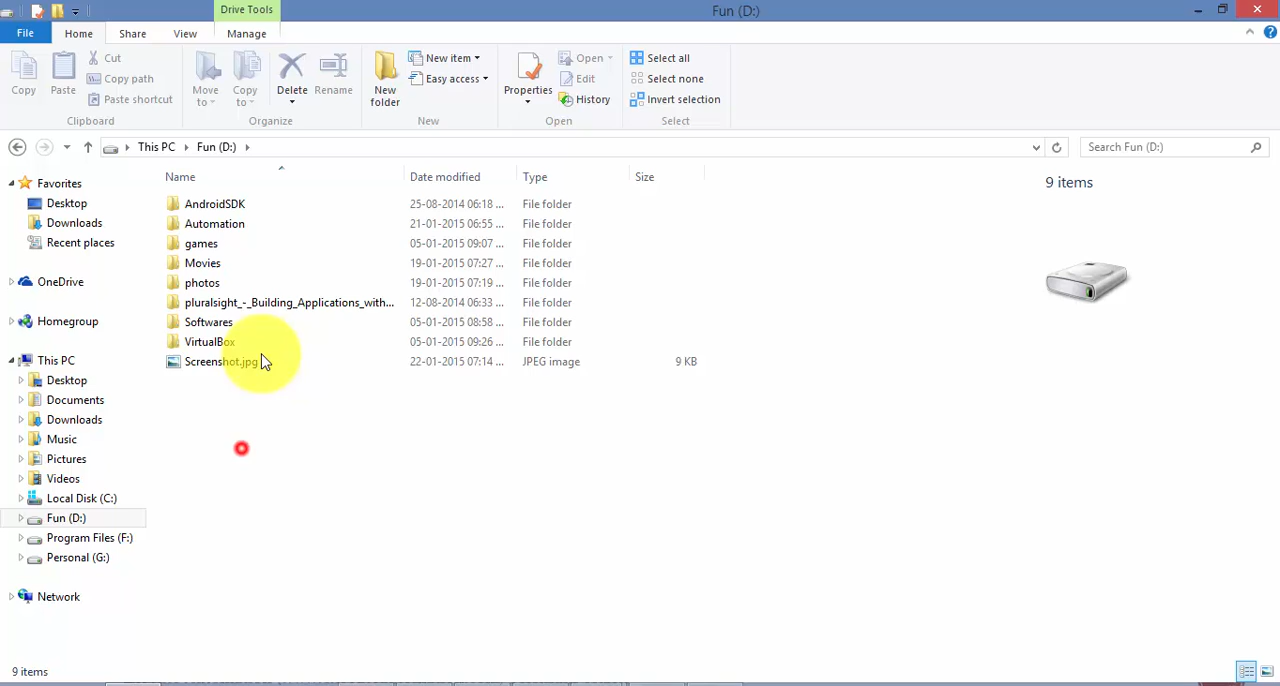 Drive Tools
Fun (D:)
File Home Share View Manage
Copy
Paste
Cut
Copy path
Paste shortcut
Clipboard
Move to
Copy to
Delete
Rename
Organize
New folder
New item
Easy access
New
Properties
Open
Edit
History
Open
Select all
Select none
Invert selection
Select
This PC Fun (D:)
Search Fun (D:)
Favorites
Desktop
Downloads
Recent places
OneDrive
Homegroup
This PC
Desktop
Documents
Downloads
Music
Pictures
Videos
Local Disk (C:)
Fun (D:)
Program Files (F:)
Personal (G:)
Network
Name Date modified Type Size
AndroidSDK 25-08-2014 06:18 ... File folder
Automation 21-01-2015 06:55 ... File folder
games 05-01-2015 09:07 ... File folder
Movies 19-01-2015 07:27 ... File folder
photos 19-01-2015 07:19 ... File folder
pluralsight_-_Building_Applications_with... 12-08-2014 06:33 ... File folder
Softwares 05-01-2015 08:58 ... File folder
VirtualBox 05-01-2015 09:26 ... File folder
Screenshot.jpg 22-01-2015 07:14 ... JPEG image 9 KB
9 items
9 items